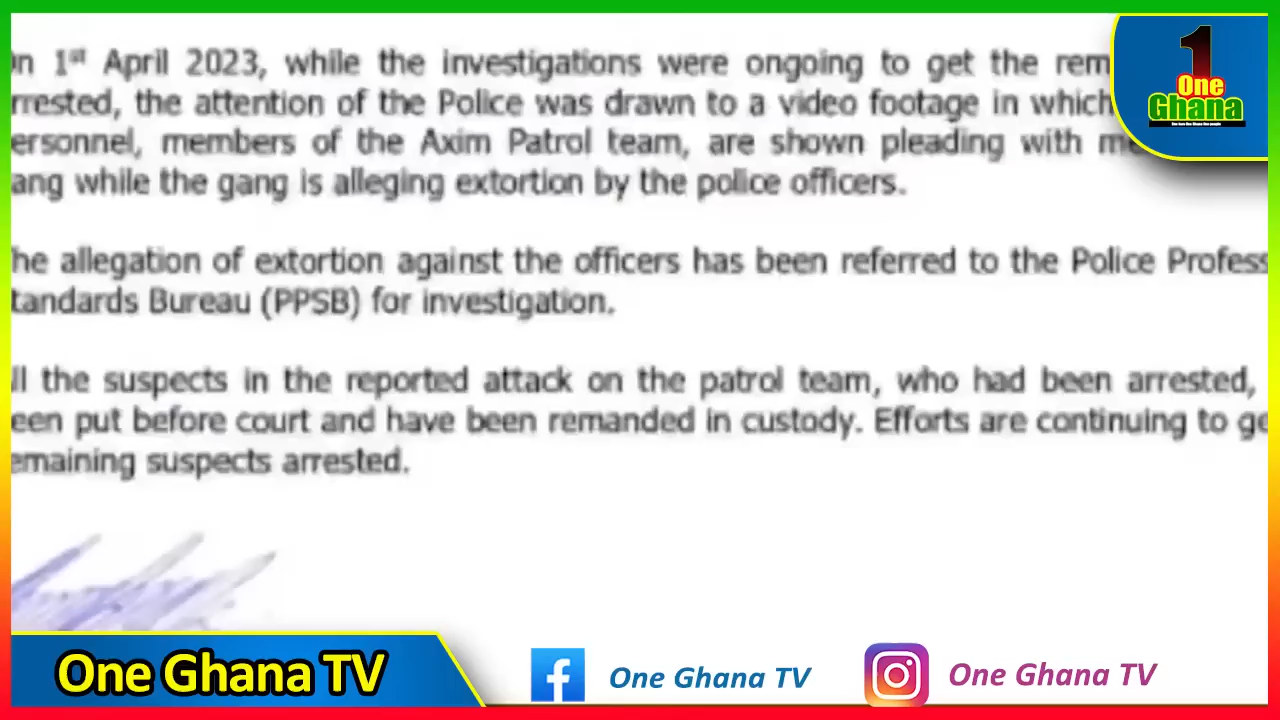 n 1st April 2023, while the investigations were ongoing to get the rem
rrested, the attention of the Police was drawn to a video footage in which
ersonnel, members of the Axim Patrol team, are shown pleading with me
ang while the gang is alleging extortion by the police officers.
he allegation of extortion against the officers has been referred to the Police Profess
tandards Bureau (PPSB) for investigation.
ll the suspects in the reported attack on the patrol team, who had been arrested,
een put before court and have been remanded in custody. Efforts are continuing to ge
emaining suspects arrested.
1
One
Ghana
One Ghana TV
One Ghana TV
One Ghana TV